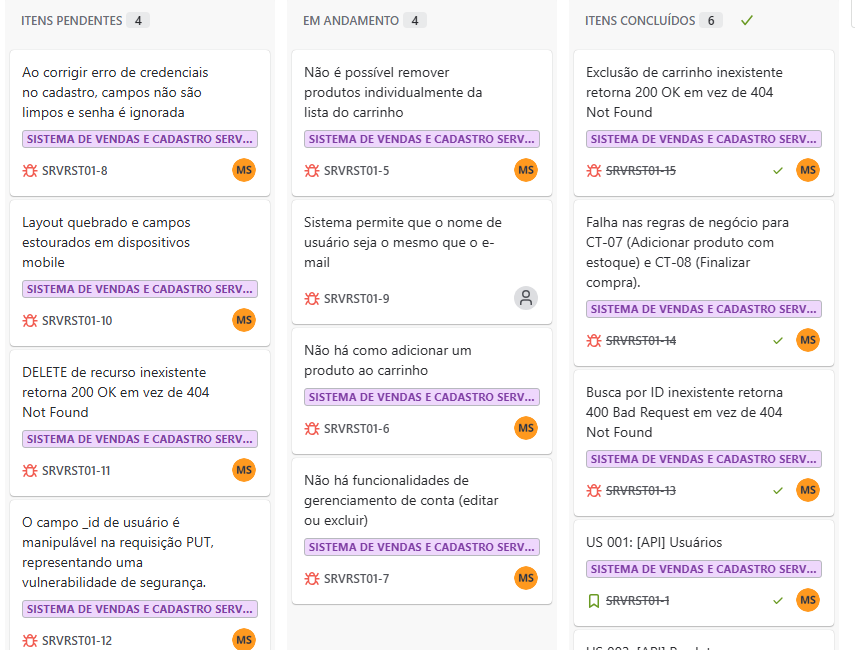 ITENS PENDENTES 4
Ao corrigir erro de credenciais
no cadastro, campos não são
limpos e senha é ignorada
SISTEMA DE VENDAS E CADASTRO SERV...
SRVRST01-8
MS
Layout quebrado e campos
estourados em dispositivos
mobile
SISTEMA DE VENDAS E CADASTRO SERV...
SRVRST01-10
MS
DELETE de recurso inexistente
retorna 200 OK em vez de 404
Not Found
SISTEMA DE VENDAS E CADASTRO SERV...
SRVRST01-11
MS
O campo _id de usuário é
manipulável na requisição PUT,
representando uma
vulnerabilidade de segurança.
SISTEMA DE VENDAS E CADASTRO SERV...
SRVRST01-12
MS
EM ANDAMENTO 4
Não é possível remover
produtos individualmente da
lista do carrinho
SISTEMA DE VENDAS E CADASTRO SERV...
SRVRST01-5
MS
Sistema permite que o nome de
usuário seja o mesmo que o e-
mail
SRVRST01-9
Não há como adicionar um
produto ao carrinho
SISTEMA DE VENDAS E CADASTRO SERV...
SRVRST01-6
MS
Não há funcionalidades de
gerenciamento de conta (editar
ou excluir)
SISTEMA DE VENDAS E CADASTRO SERV...
SRVRST01-7
MS
ITENS CONCLUÍDOS 6
Exclusão de carrinho inexistente
retorna 200 OK em vez de 404
Not Found
SISTEMA DE VENDAS E CADASTRO SERV...
SRVRST01-15
MS
Falha nas regras de negócio para
CT-07 (Adicionar produto com
estoque) e CT-08 (Finalizar
compra).
SISTEMA DE VENDAS E CADASTRO SERV...
SRVRST01-14
MS
Busca por ID inexistente retorna
400 Bad Request em vez de 404
Not Found
SISTEMA DE VENDAS E CADASTRO SERV...
SRVRST01-13
MS
US 001: [API] Usuários
SISTEMA DE VENDAS E CADASTRO SERV...
SRVRST01-1
MS